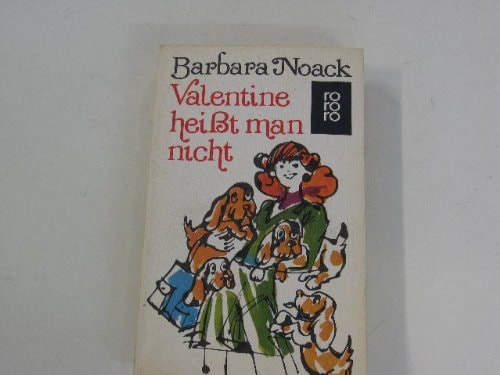 Barbara Noack
Valentine
heißt man
nicht
ro
ro
ro